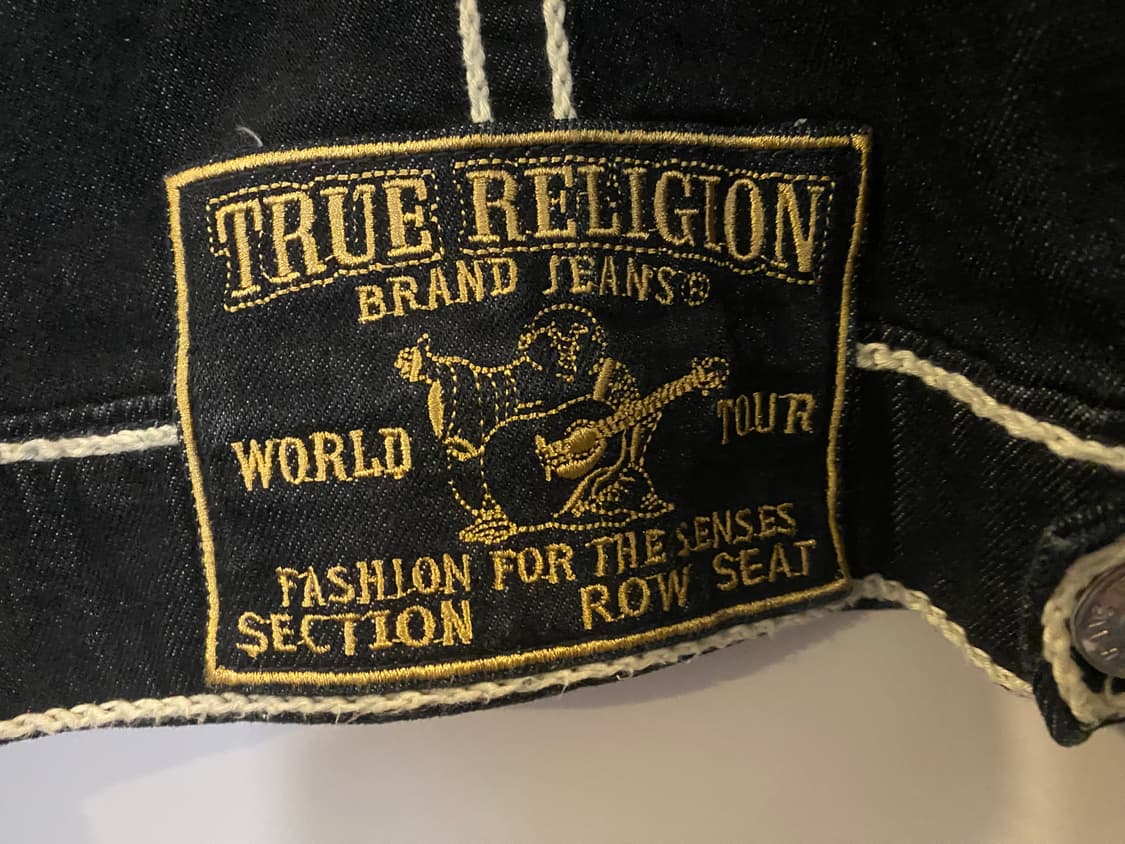 TRUE RELIGION
BRAND JEANS®
WORLD TOUR
FASHION FOR THE SENSES
SECTION ROW SEAT